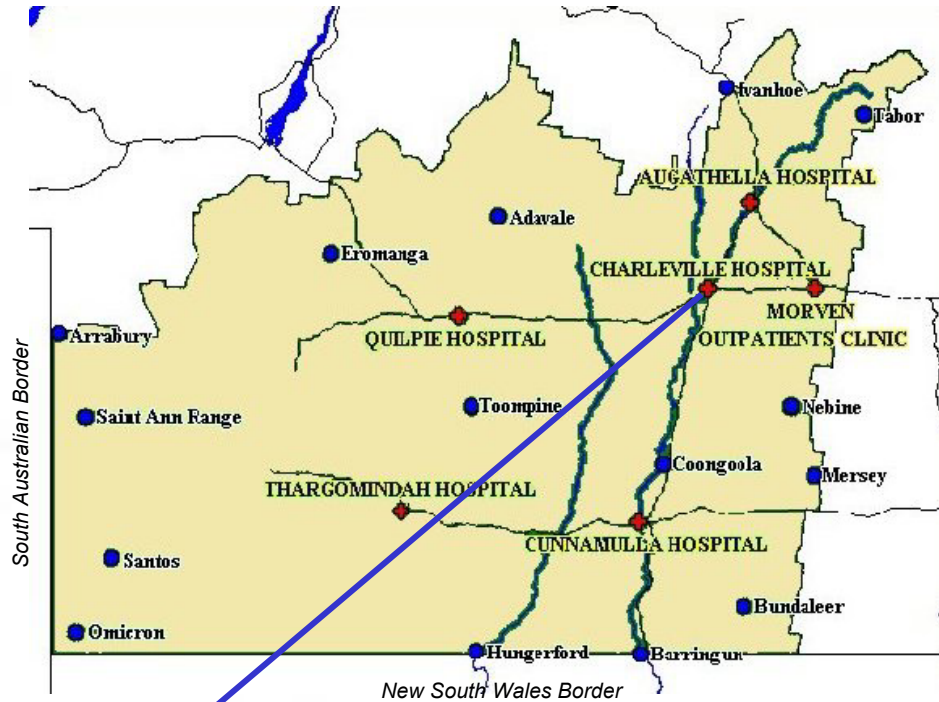 Ivanhoe
Tabor
AUGATHELLA HOSPITAL
Adavale
Eromanga
CHARLEVILLE HOSPITAL
MORVEN
OUTPATIENTS CLINIC
QUILPIE HOSPITAL
Arrabury
Saint Ann Range
Toompine
Nebine
Coongoola
Mersey
THARGOMINDAH HOSPITAL
CUNNAMULLA HOSPITAL
Santos
Bundaleer
Omicron
Hungerford
Barringun
South Australian Border
New South Wales Border